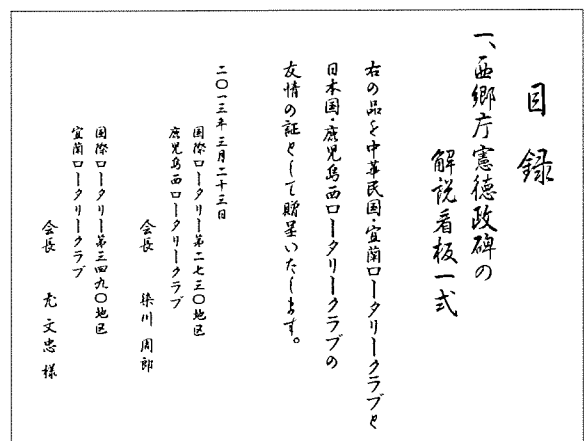 目録
一、西郷庁憲徳政碑の
解説看板一式
右の品を中華民国・宜蘭ロータリークラブと
日本国・鹿児島西ロータリークラブの
友情の証として贈呈いたします。
二〇一三年三月二十三日
国際ロータリー第二七三〇地区
鹿児島西ロータリークラブ
会長 染川周郎
国際ロータリー第三四九〇地区
宜蘭ロータリークラブ
会長 文忠様